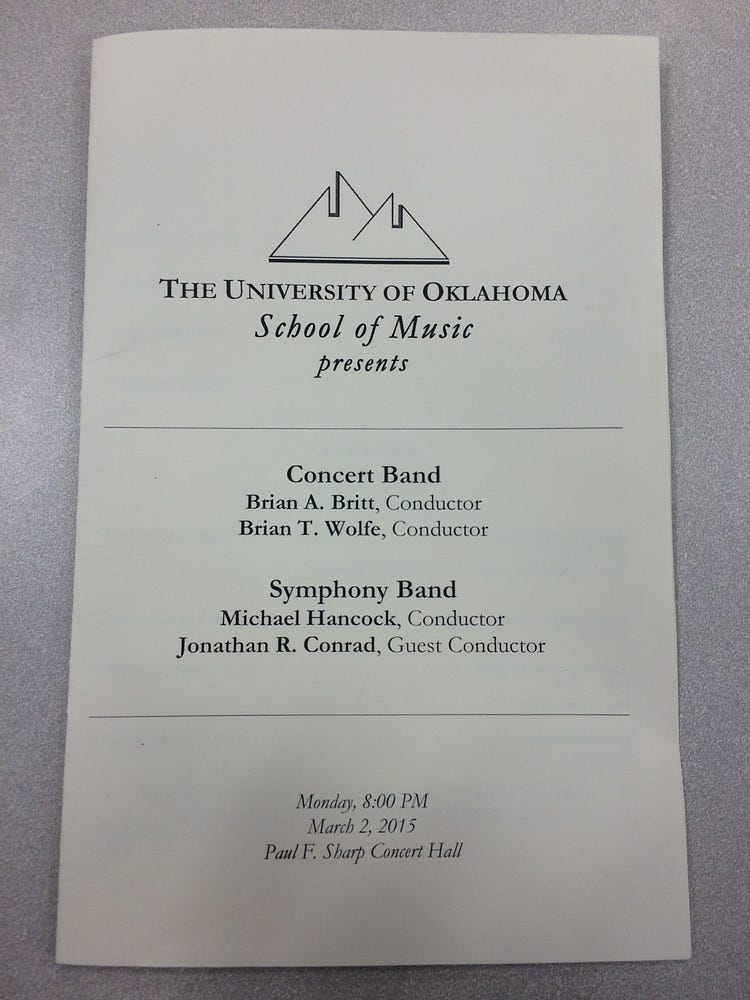 THE UNIVERSITY OF OKLAHOMA
School of Music
presents
Concert Band
Brian A. Britt, Conductor
Brian T. Wolfe, Conductor
Symphony Band
Michael Hancock, Conductor
Jonathan R. Conrad, Guest Conductor
Monday, 8:00 PM
March 2, 2015
Paul F. Sharp Concert Hall